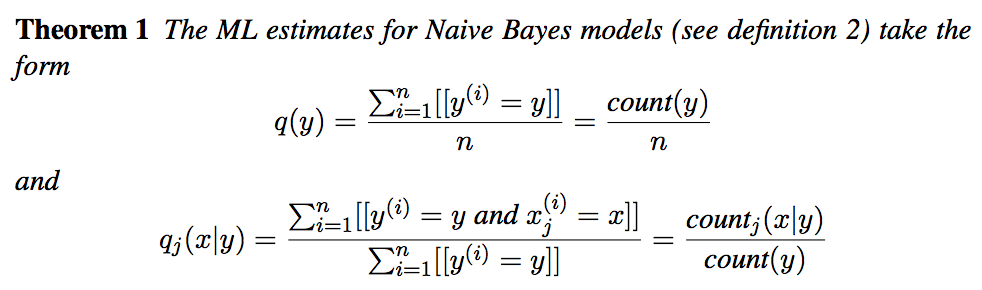 Theorem 1 The ML estimates for Naive Bayes models (see definition 2) take the
form
q(y) = \frac{\sum_{i=1}^{n}[[y^{(i)} = y]]}{n} = \frac{count(y)}{n}
and
q_j(x|y) = \frac{\sum_{i=1}^{n}[[y^{(i)} = y and x_j^{(i)} = x]]}{\sum_{i=1}^{n}[[y^{(i)} = y]]} = \frac{count_j(x|y)}{count(y)}